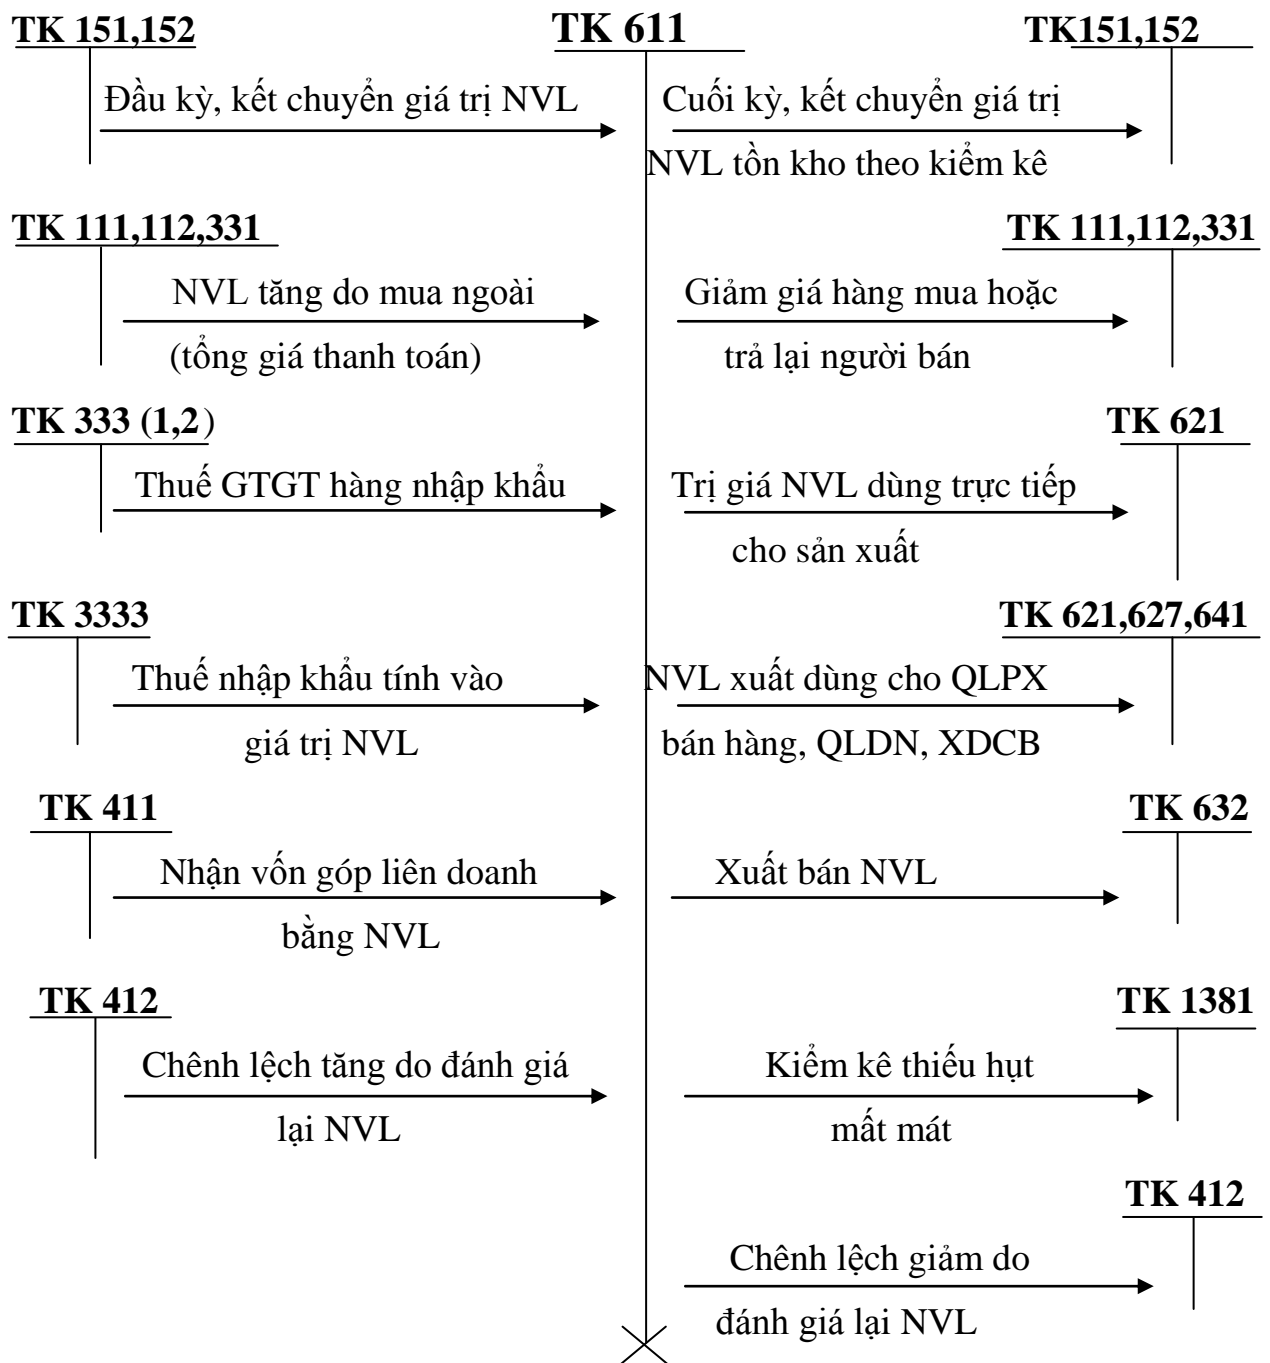 TK 151,152
TK 611
TK151,152
Đầu kỳ, kết chuyển giá trị NVL
Cuối kỳ, kết chuyển giá trị
NVL tồn kho theo kiểm kê
TK 111,112,331
TK 111,112,331
NVL tăng do mua ngoài
(tổng giá thanh toán)
Giảm giá hàng mua hoặc
trả lại người bán
TK 333 (1,2)
TK 621
Thuế GTGT hàng nhập khẩu
Trị giá NVL dùng trực tiếp
cho sản xuất
TK 3333
TK 621,627,641
Thuế nhập khẩu tính vào
giá trị NVL
NVL xuất dùng cho QLPX
bán hàng, QLDN, XDCB
TK 411
TK 632
Nhận vốn góp liên doanh
bằng NVL
Xuất bán NVL
TK 412
TK 1381
Chênh lệch tăng do đánh giá
lại NVL
Kiểm kê thiếu hụt
mất mát
TK 412
Chênh lệch giảm do
đánh giá lại NVL